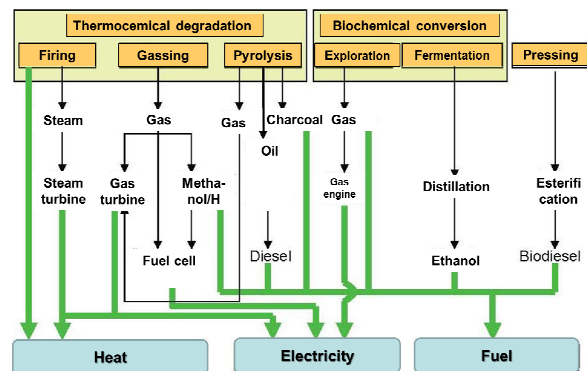 Thermocemical degradation
Biochemical conversion
Firing
Gassing
Pyrolysis
Exploration
Fermentation
Pressing
Steam
Gas
Gas
Charcoal
Gas
Oil
Steam
turbine
Gas
turbine
Metha-
nol/H
Gas
engine
Distillation
Esterifi
cation
Fuel cell
Diesel
Ethanol
Biodiesel
Heat
Electricity
Fuel